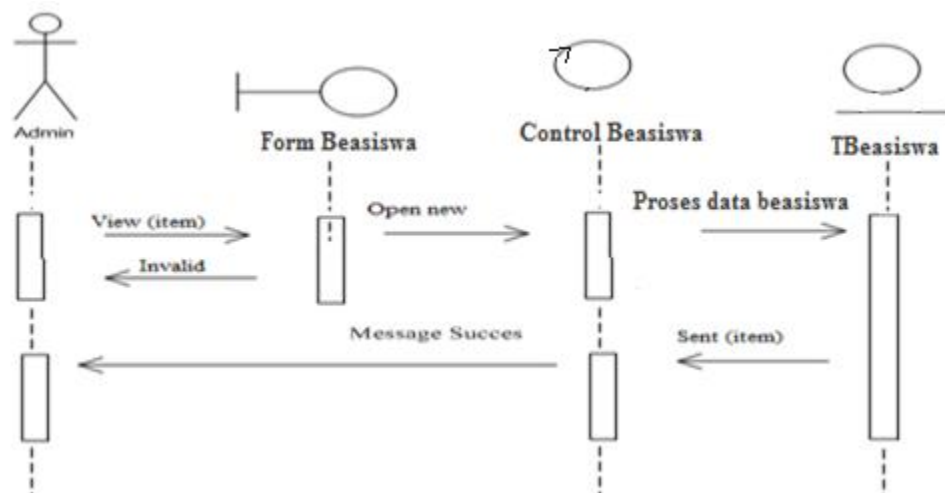 Admin
Form Beasiswa
Control Beasiswa
TBeasiswa
View (item)
Open new
Proses data beasiswa
Invalid
Message Succes
Sent (item)